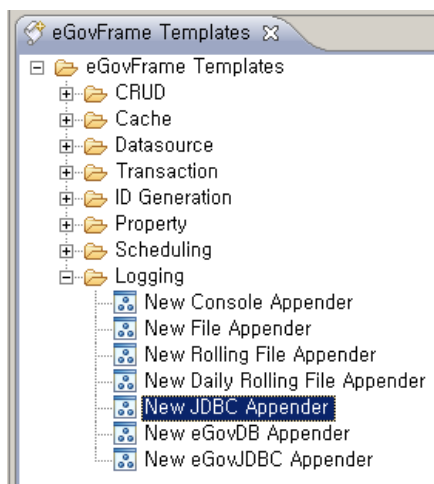 eGovFrame Templates
eGovFrame Templates
CRUD
Cache
Datasource
Transaction
ID Generation
Property
Scheduling
Logging
New Console Appender
New File Appender
New Rolling File Appender
New Daily Rolling File Appender
New JDBC Appender
New eGovDB Appender
New eGovJDBC Appender